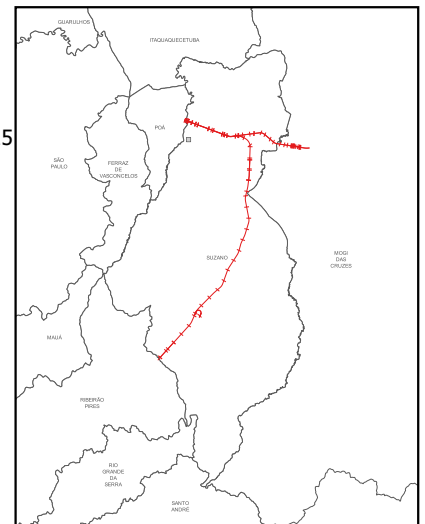 GUARULHOS
ITAQUAQUECETUBA
5
POÁ
SÃO
PAULO
FERRAZ
DE
VASCONCELOS
SUZANO
MOGI
DAS
CRUZES
MAUÁ
RIBEIRÃO
PIRES
RIO
GRANDE
DA
SERRA
SANTO
ANDRÉ